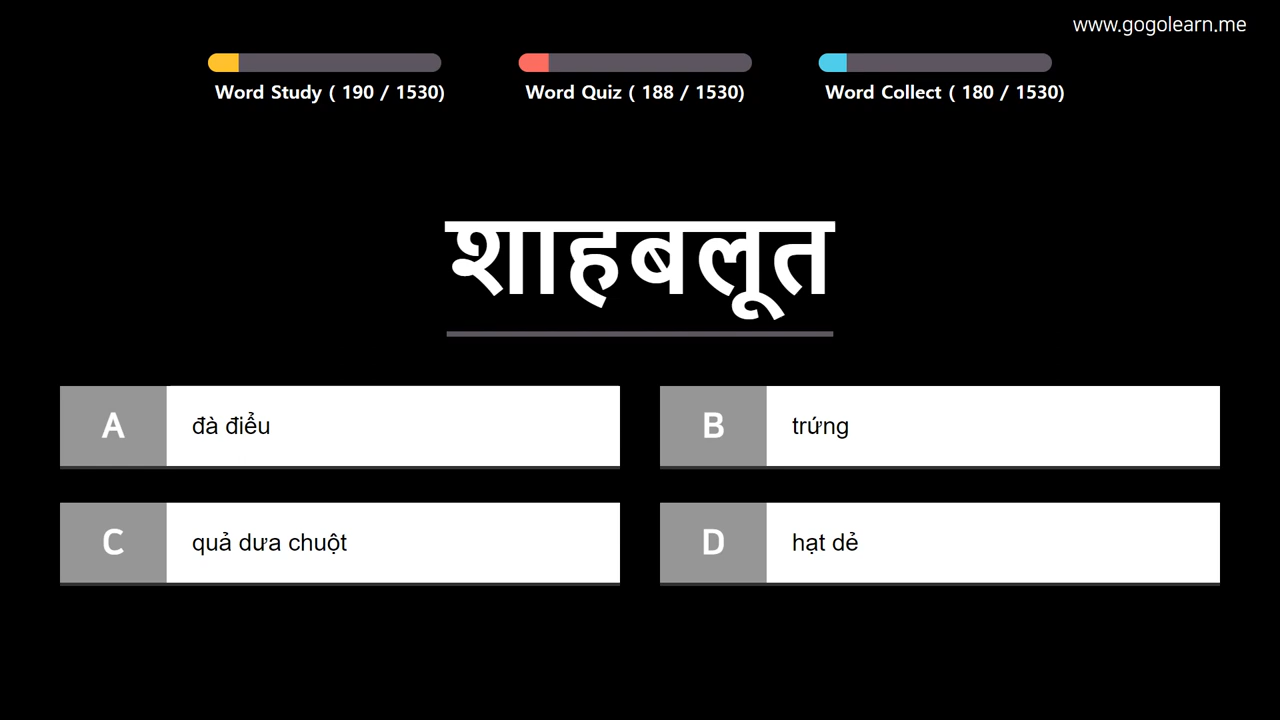 www.gogolearn.me
Word Study ( 190 / 1530)
Word Quiz ( 188 / 1530)
Word Collect ( 180 / 1530)
शाहबलूत
A đà điểu
B trứng
C quả dưa chuột
D hạt dẻ